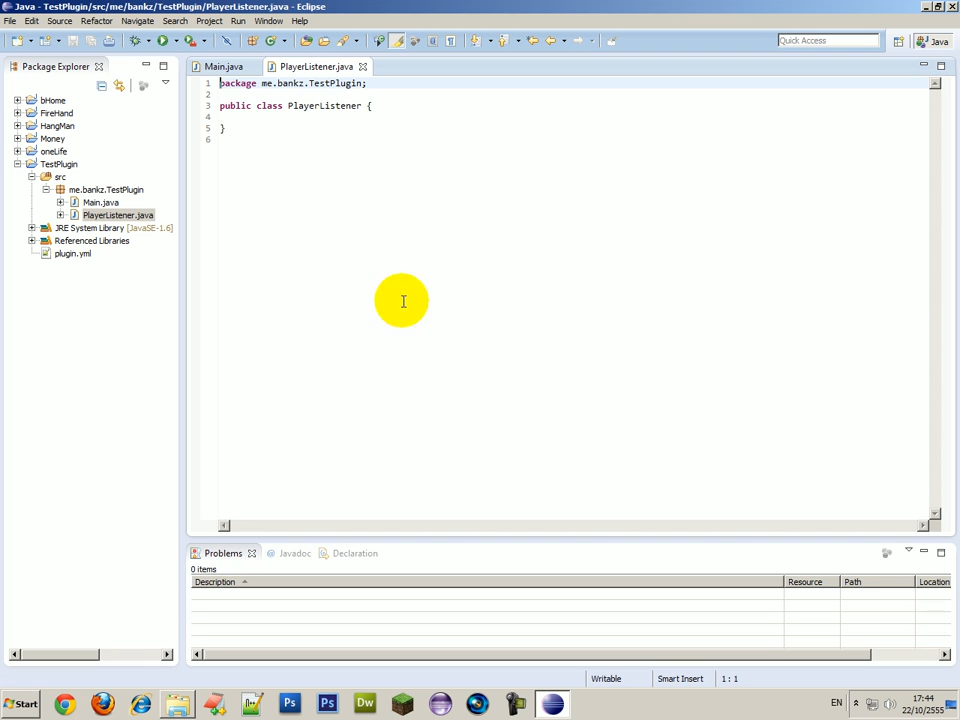 Java - TestPlugin/src/me/bankz/TestPlugin/PlayerListener.java - Eclipse
File Edit Source Refactor Navigate Search Project Run Window Help
Quick Access
Java
Package Explorer
Main.java PlayerListener.java
bHome
FireHand
HangMan
Money
oneLife
TestPlugin
src
me.bankz.TestPlugin
Main.java
PlayerListener.java
JRE System Library [JavaSE-1.6]
Referenced Libraries
plugin.yml
1 package me.bankz.TestPlugin;
2
3 public class PlayerListener {
4
5 }
6
Problems @ Javadoc Declaration
0 items
Description Resource Path Location
Writable Smart Insert 1 : 1
Start
Ps Ps Dw
EN
17:44
22/10/2555